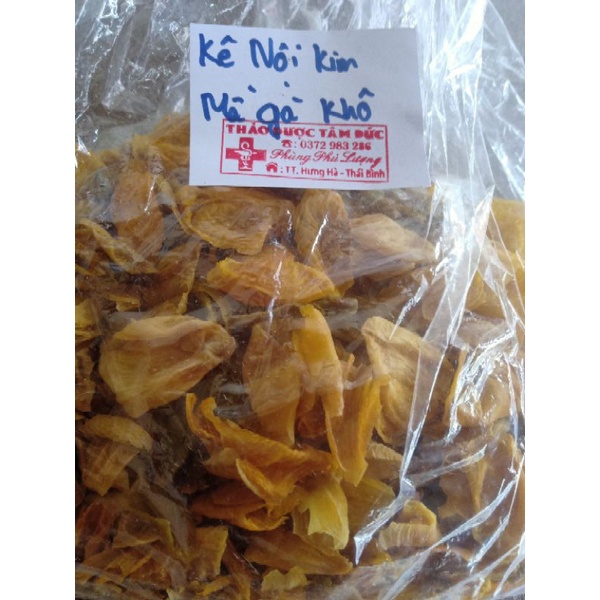 Kê Nội Kim
Mề gà khô
THẢO DƯỢC TÂM ĐỨC
☎: 0372 983 286
Phùng Phú Lượng
🏠: TT. Hưng Hà - Thái Bình